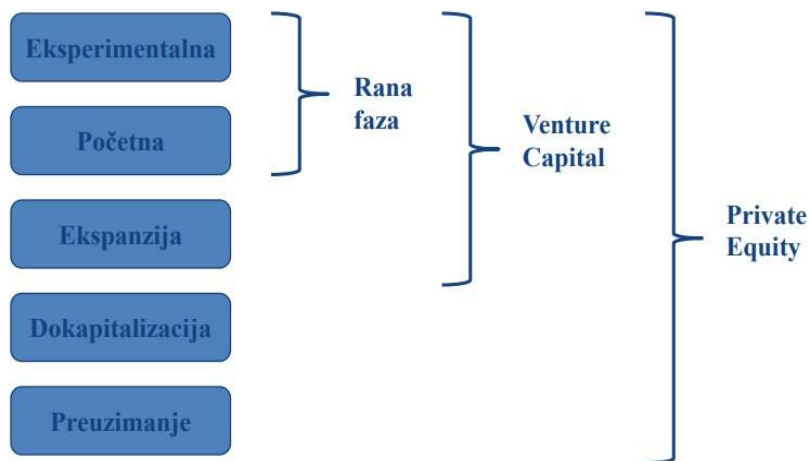 Eksperimentalna
Početna
Ekspanzija
Dokapitalizacija
Preuzimanje
Rana
faza
Venture
Capital
Private
Equity